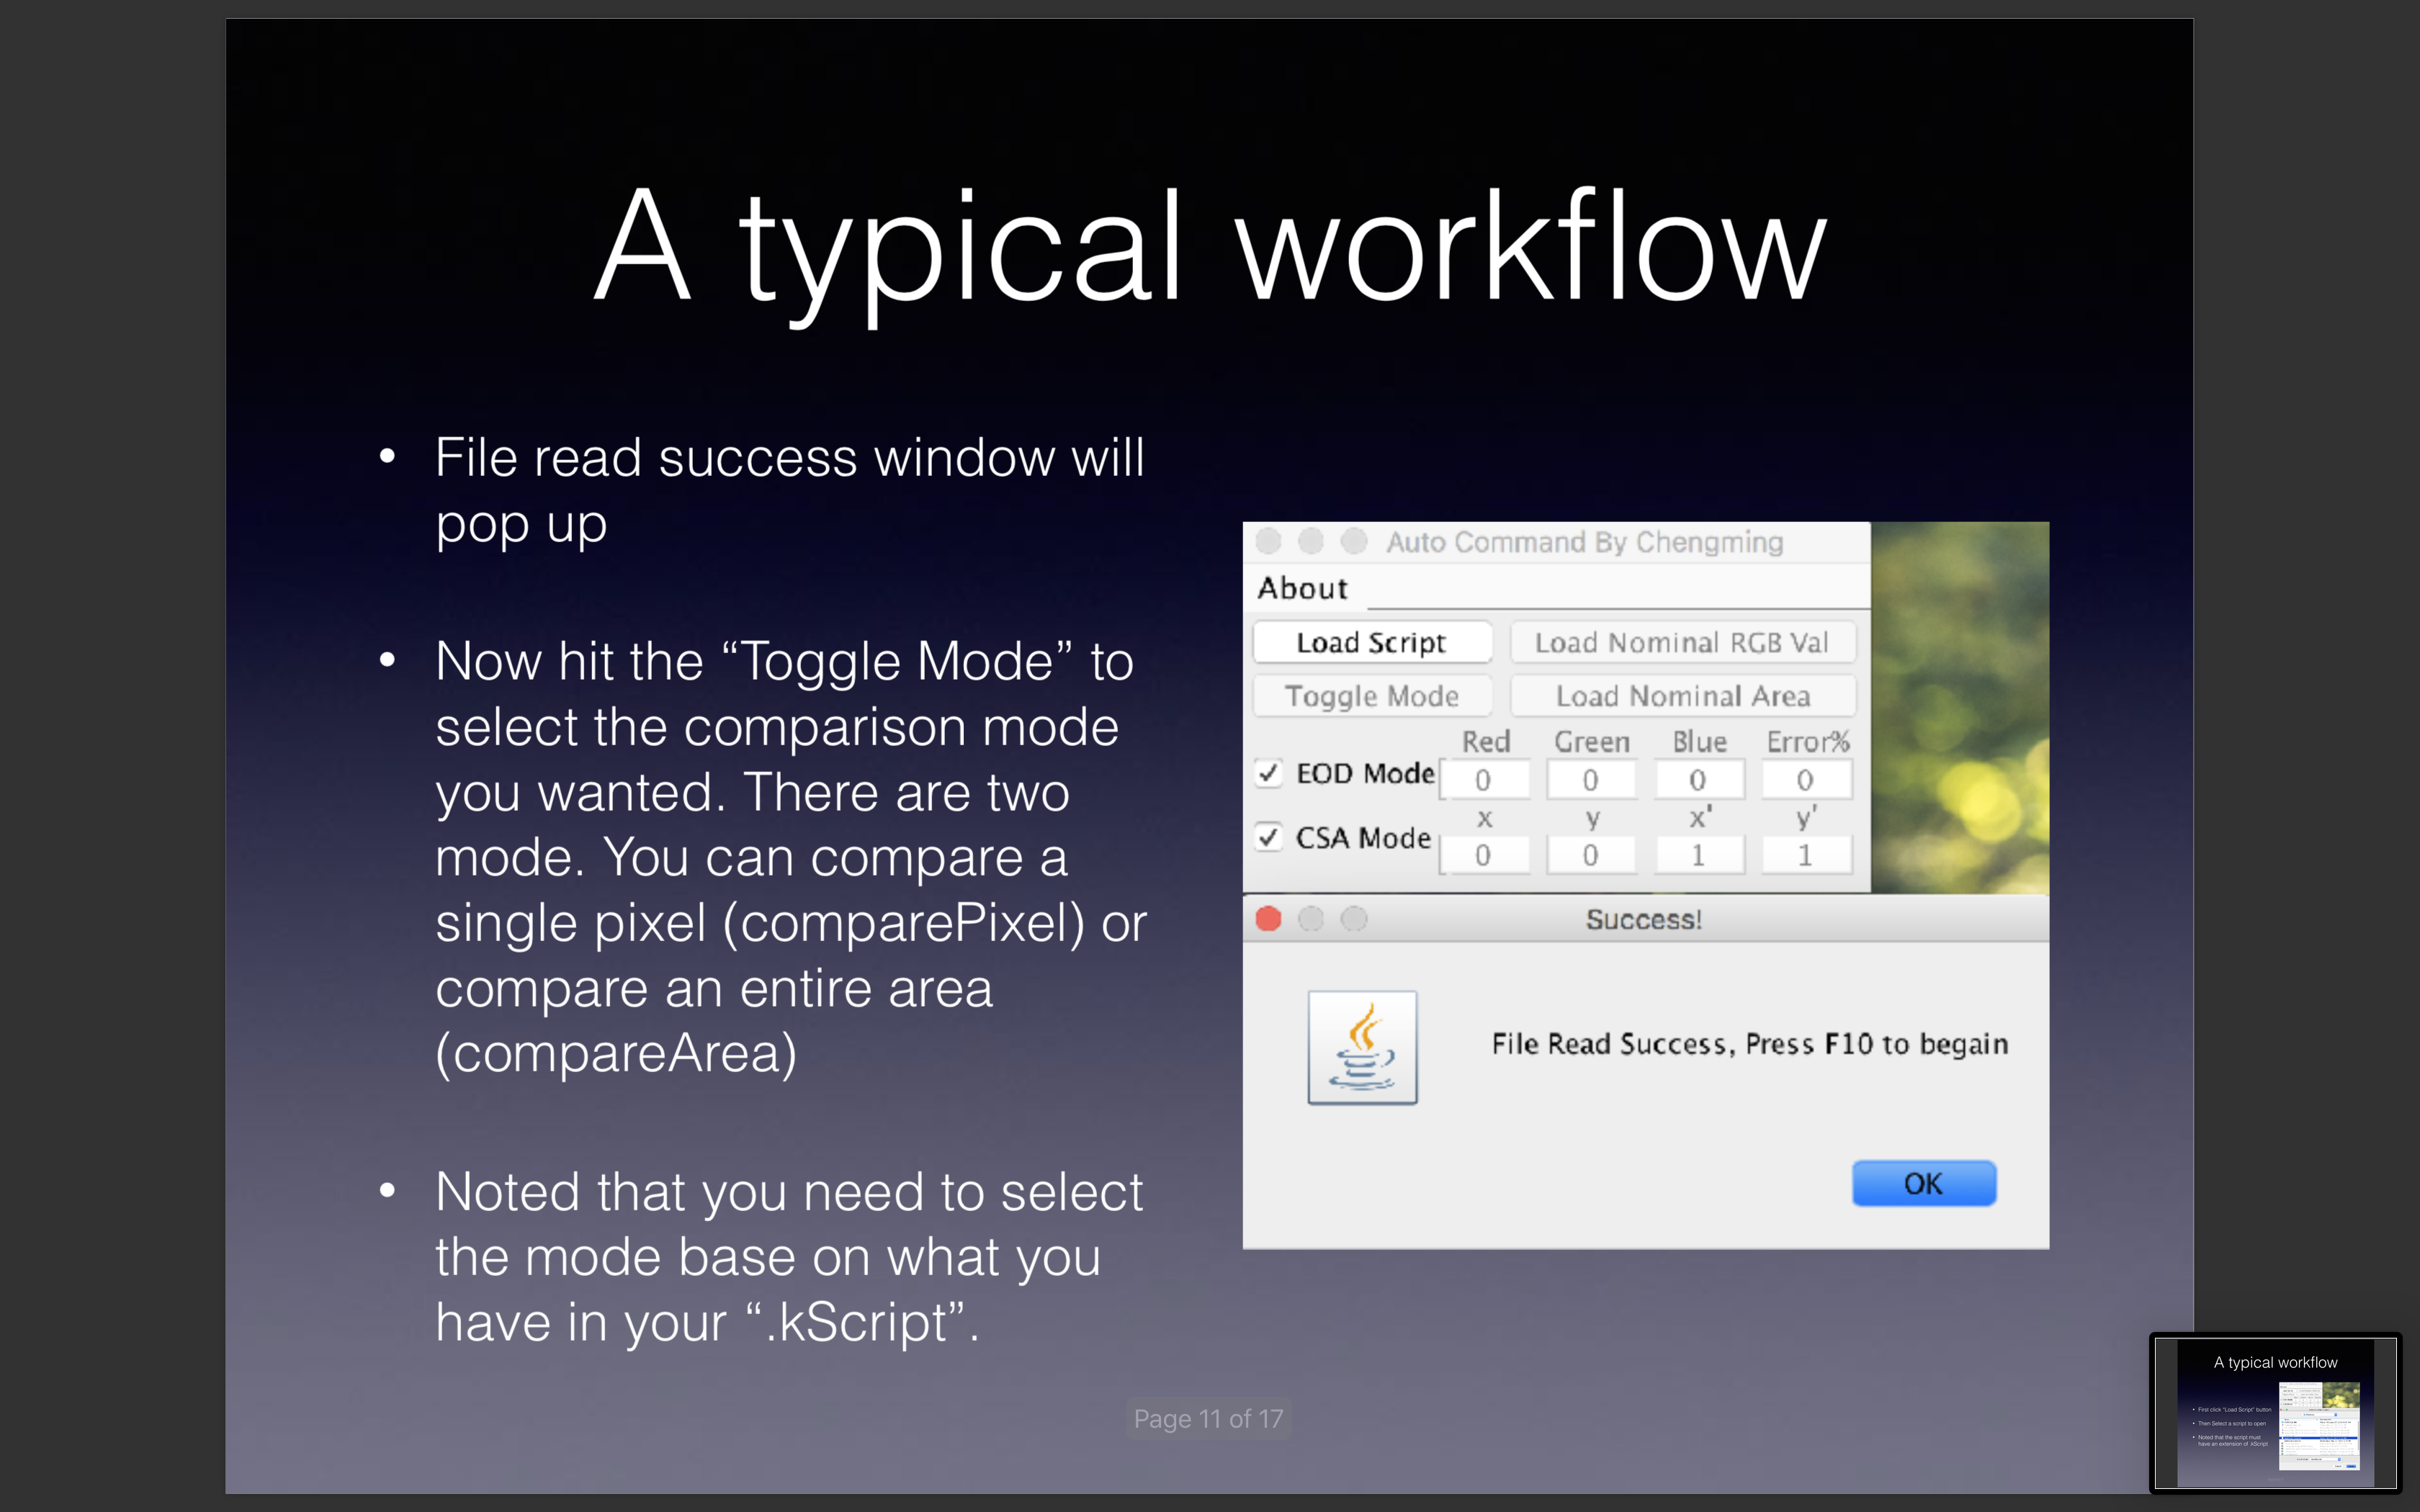 A typical workflow
• File read success window will
pop up
• Now hit the “Toggle Mode” to
select the comparison mode
you wanted. There are two
mode. You can compare a
single pixel (comparePixel) or
compare an entire area
(compareArea)
• Noted that you need to select
the mode base on what you
have in your “.kScript”.
Auto Command By Chengming
About
Load Script Load Nominal RGB Val
Toggle Mode Load Nominal Area
Red Green Blue Error%
EOD Mode 0 0 0 0
x y x' y'
CSA Mode 0 0 1 1
Success!
File Read Success, Press F10 to begain
OK
Page 11 of 17
A typical workflow
• First click “Load Script” button
• Then Select a script to open
• Noted that the script must
have an extension of .kScript